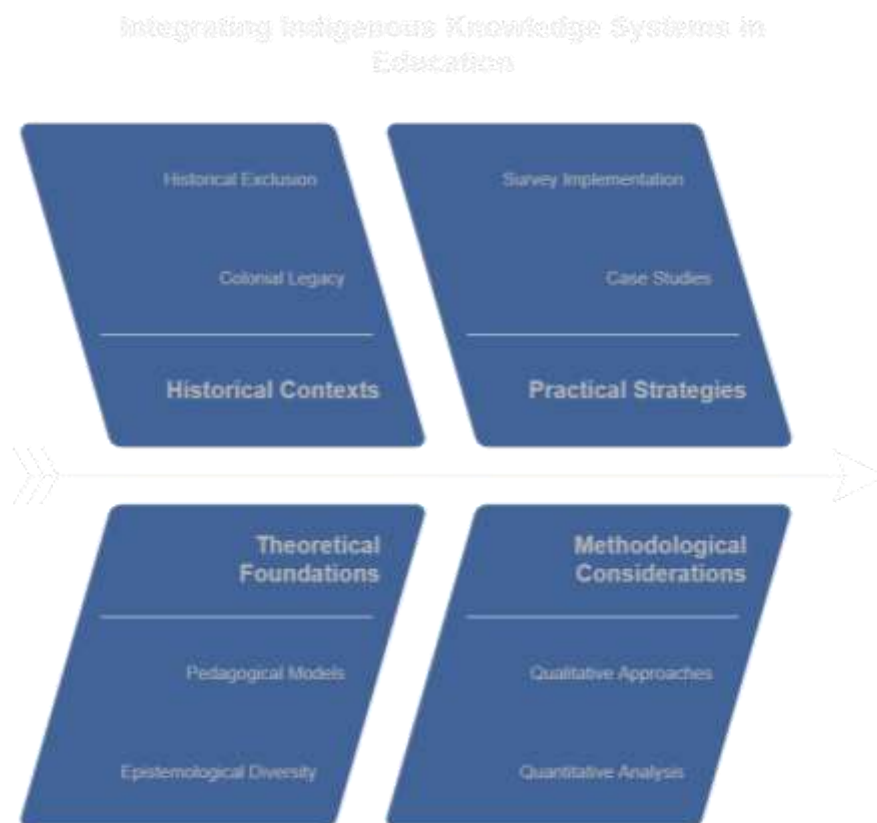 Integrating Indigenous Knowledge Systems in
Education
Historical Exclusion
Colonial Legacy
Historical Contexts
Survey Implementation
Case Studies
Practical Strategies
Theoretical
Foundations
Pedagogical Models
Epistemological Diversity
Methodological
Considerations
Qualitative Approaches
Quantitative Analysis